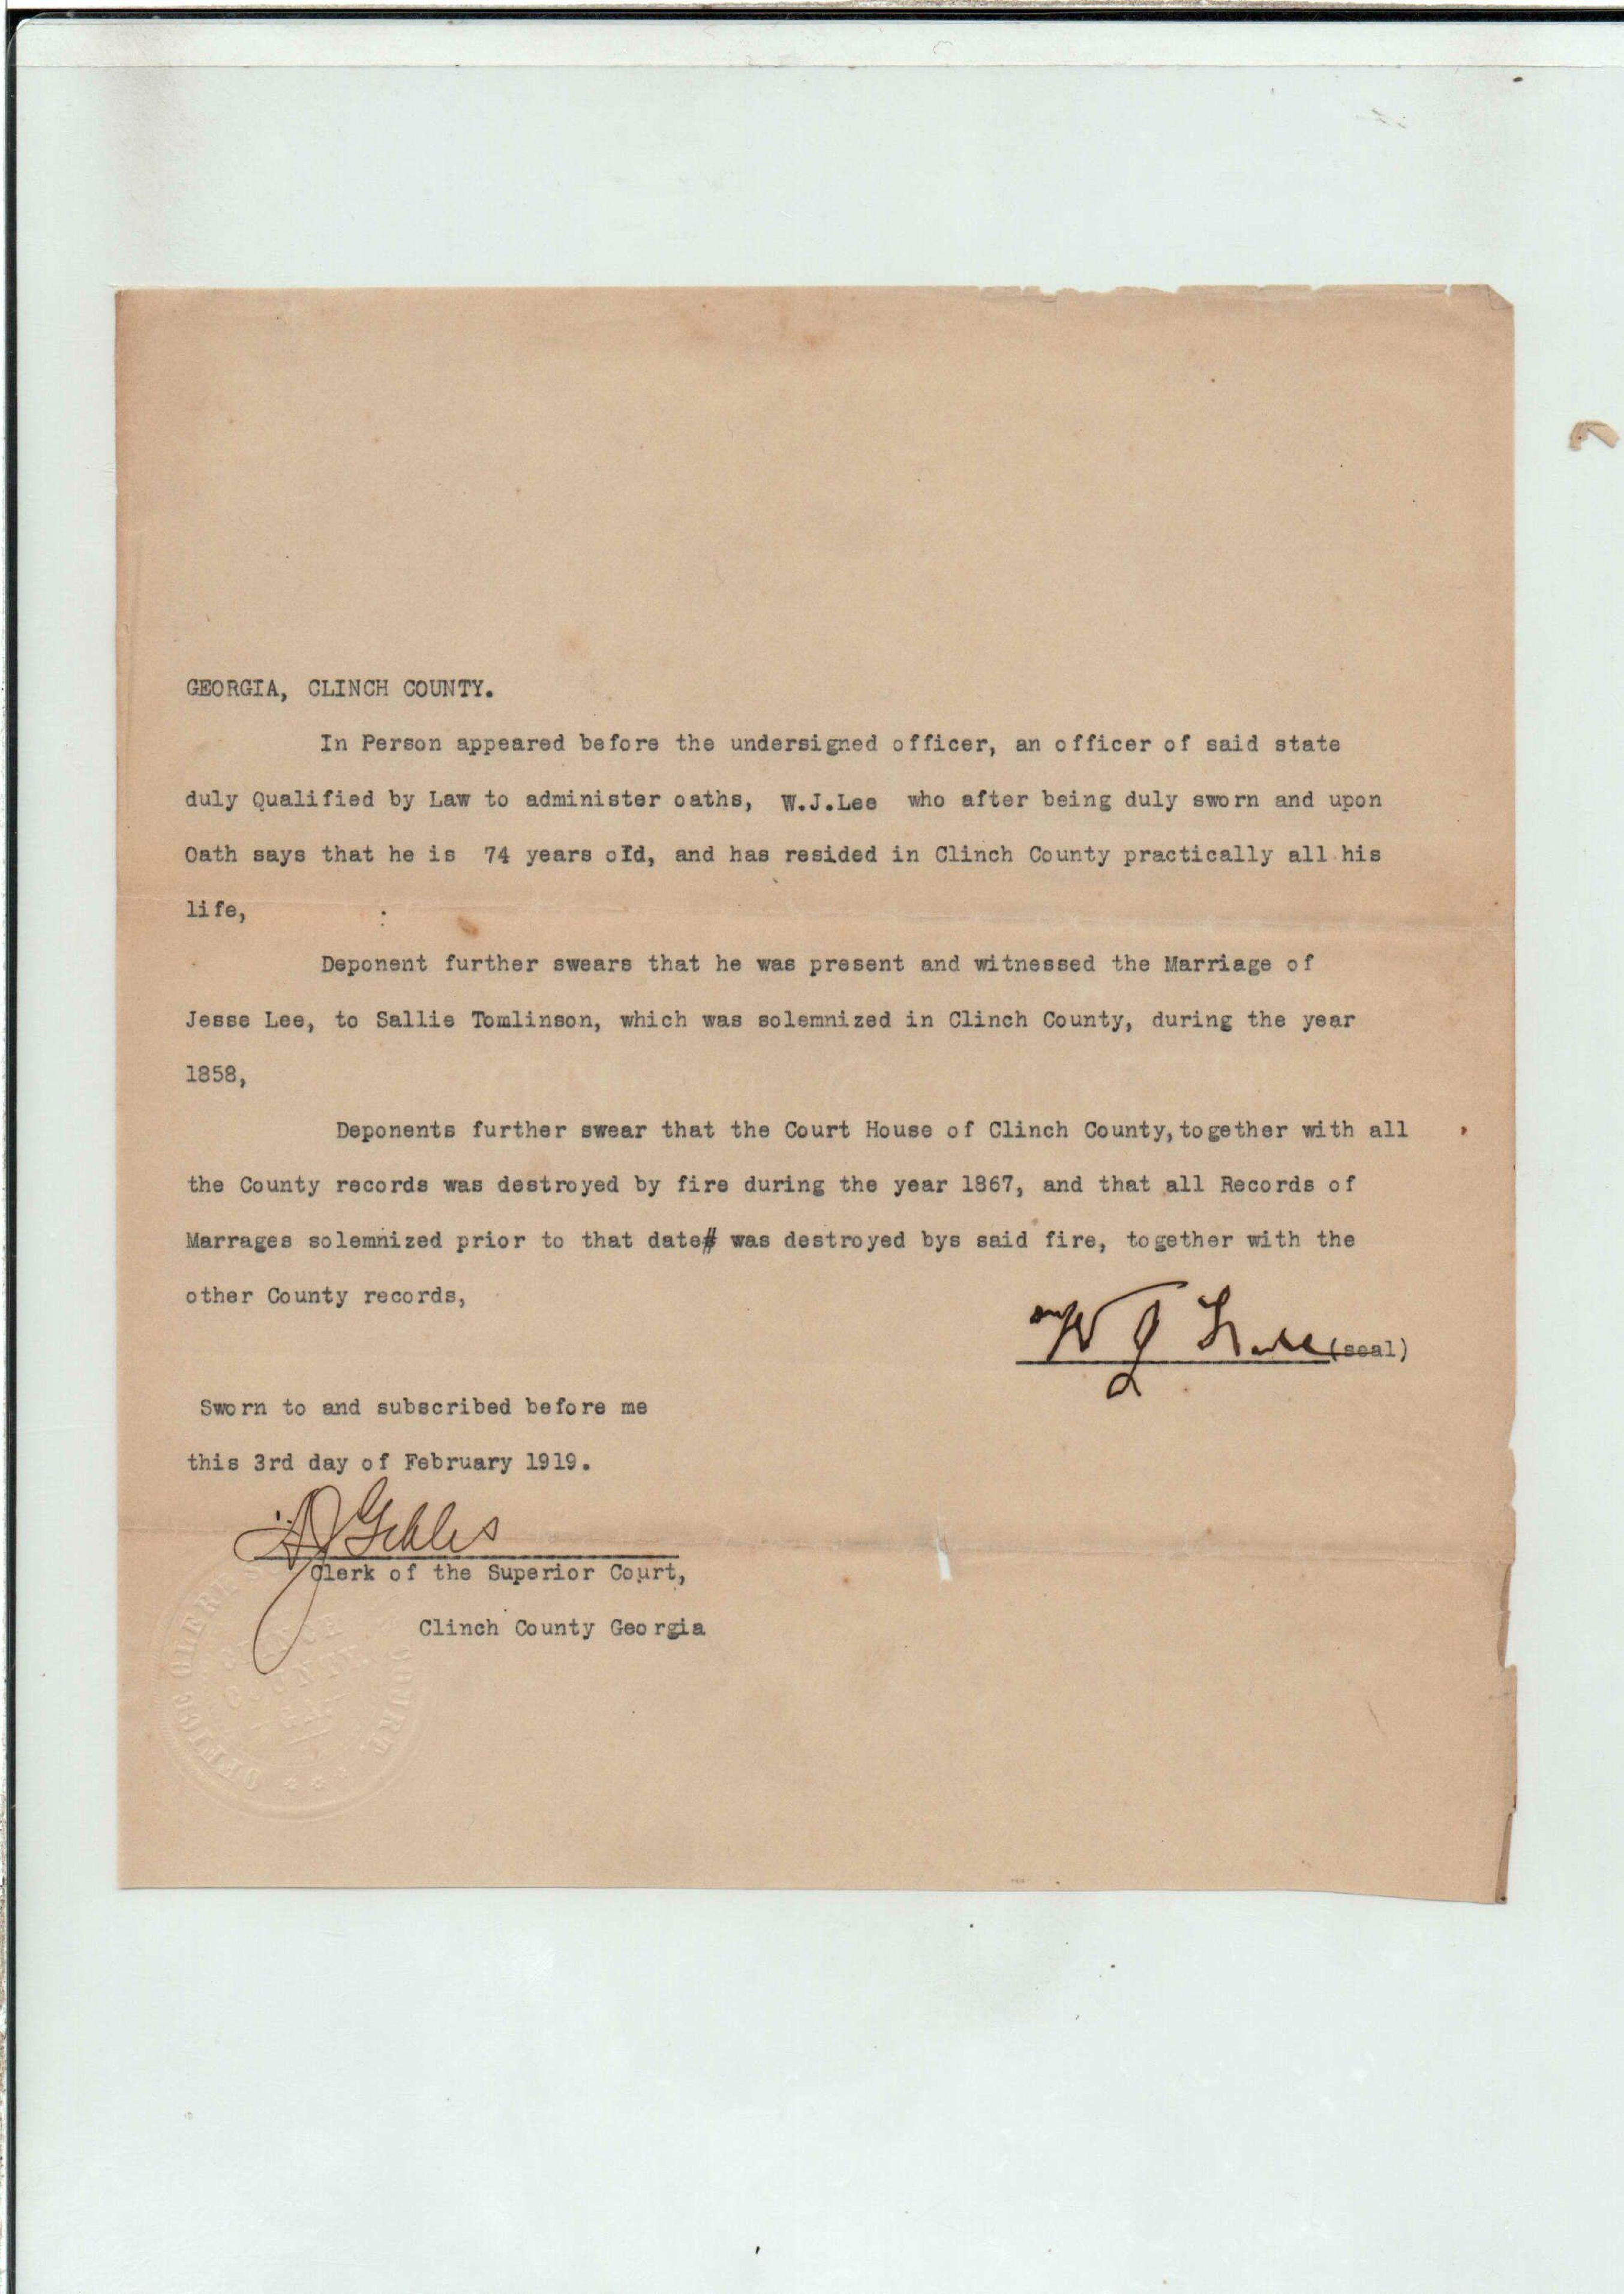 GEORGIA, CLINCH COUNTY.
In Person appeared before the undersigned officer, an officer of said state
duly Qualified by Law to administer oaths, W.J.Lee who after being duly sworn and upon
Oath says that he is 74 years old, and has resided in Clinch County practically all his
life,
Deponent further swears that he was present and witnessed the Marriage of
Jesse Lee, to Sallie Tomlinson, which was solemnized in Clinch County, during the year
1858,
Deponents further swear that the Court House of Clinch County,together with all
the County records was destroyed by fire during the year 1867, and that all Records of
Marrages solemnized prior to that date# was destroyed bys said fire, together with the
other County records,
W J Lee (seal)
Sworn to and subscribed before me
this 3rd day of February 1919.
Clerk of the Superior Court,
Clinch County Georgia
OFFICE CLERK
COURT.
COUNTY